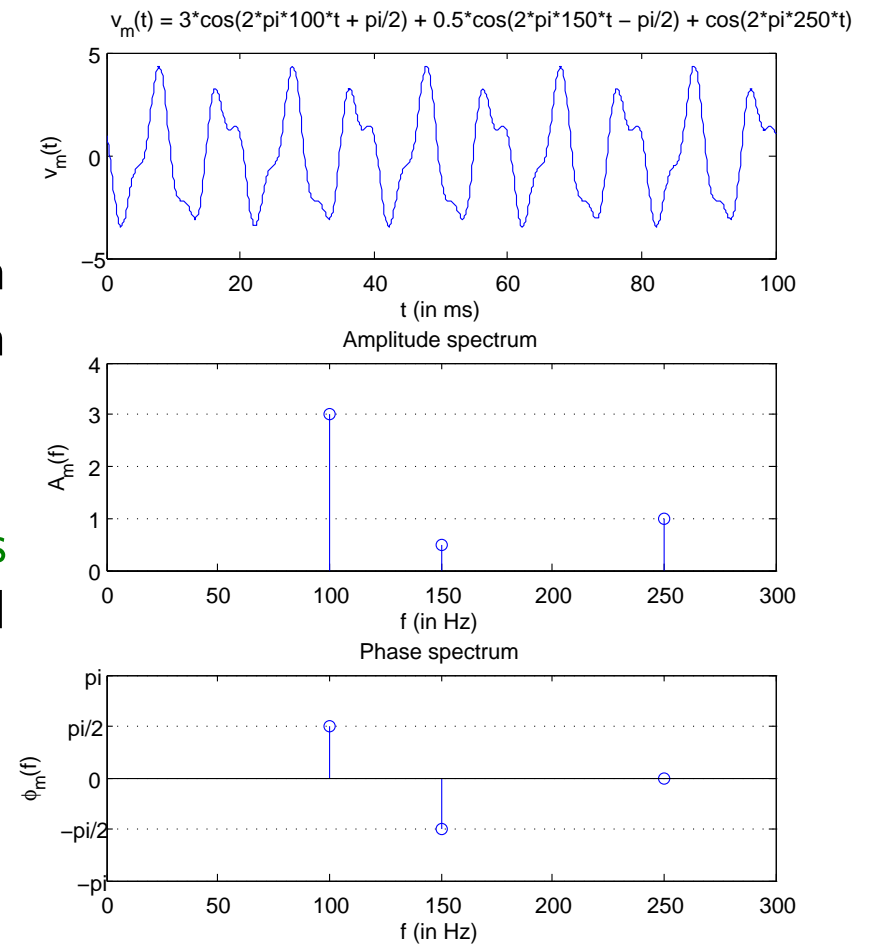 v_m(t) = 3*cos(2*pi*100*t + pi/2) + 0.5*cos(2*pi*150*t − pi/2) + cos(2*pi*250*t)
5
0
−5
v_m(t)
0 20 40 60 80 100
t (in ms)
Amplitude spectrum
4
3
2
1
0
A_m(f)
0 50 100 150 200 250 300
f (in Hz)
Phase spectrum
pi
pi/2
0
−pi/2
−pi
ϕ_m(f)
0 50 100 150 200 250 300
f (in Hz)